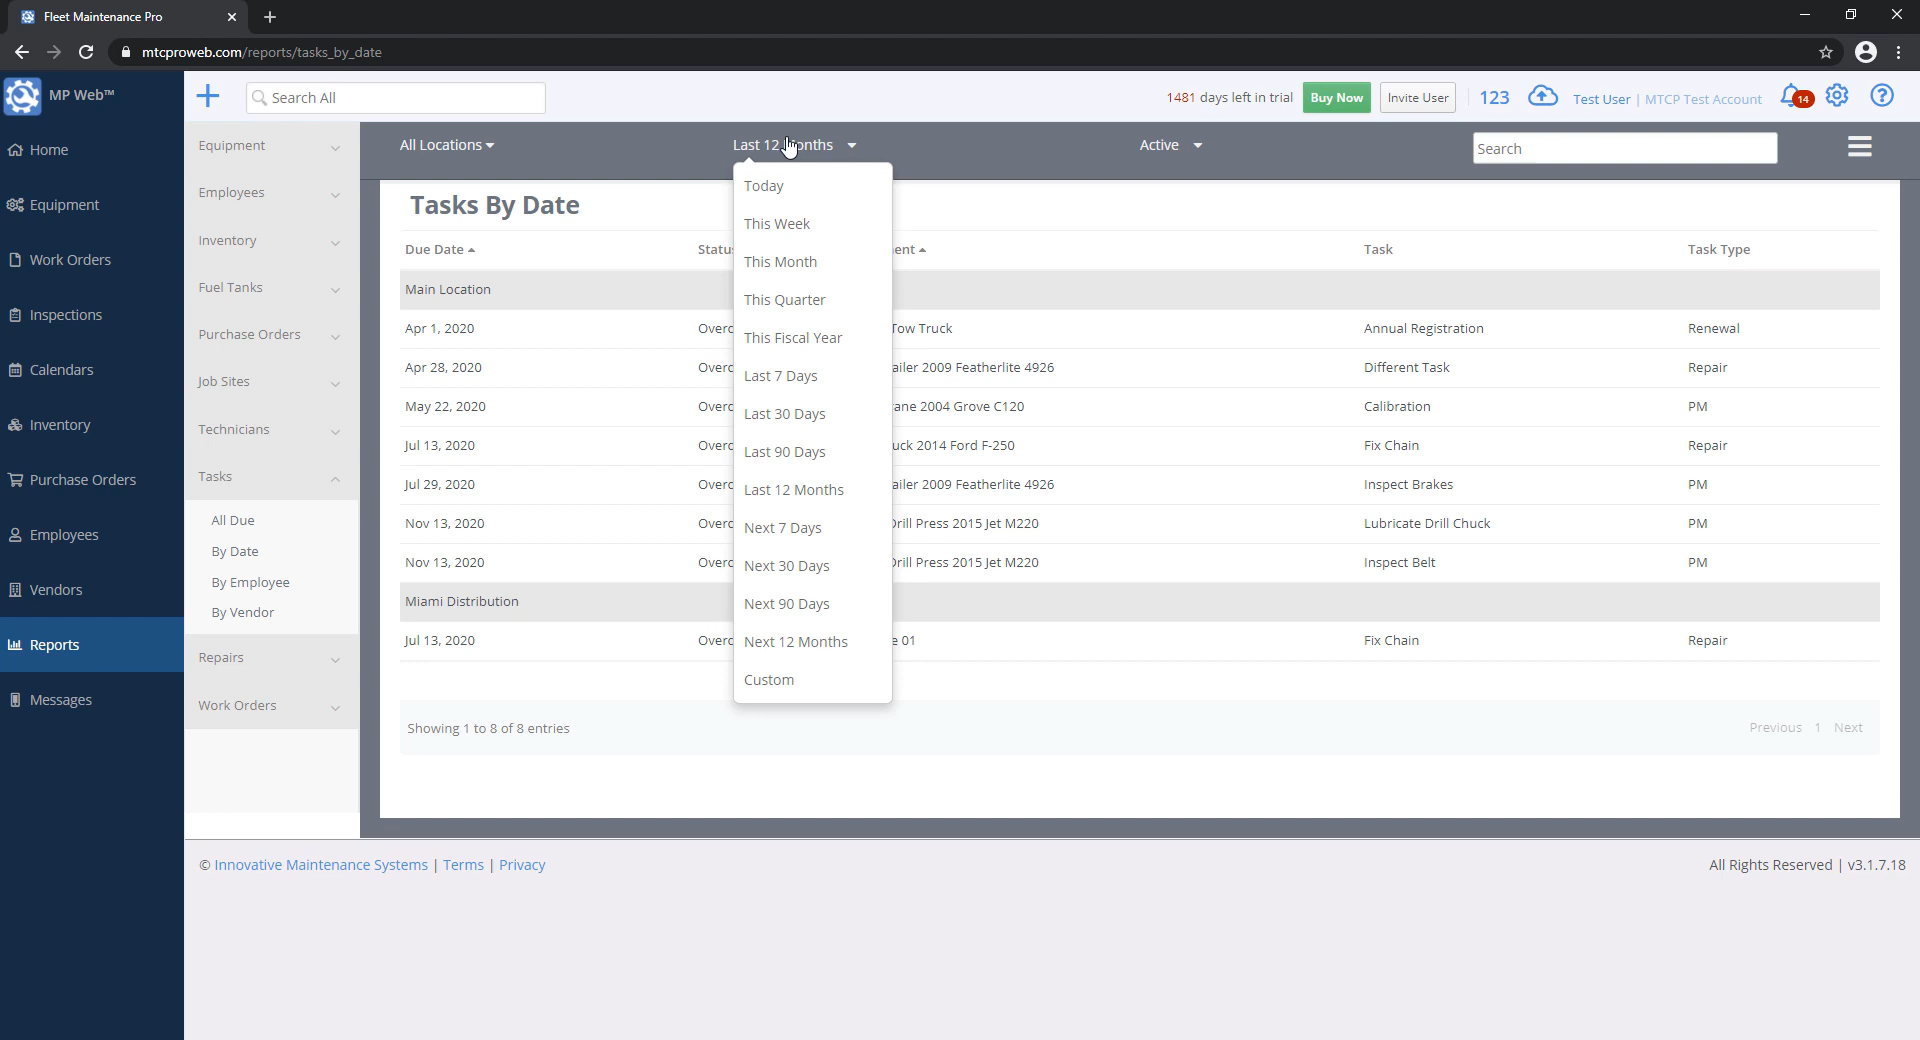 Fleet Maintenance Pro
mtcproweb.com/reports/tasks_by_date
MP Web™
Search All
1481 days left in trial
Buy Now
Invite User
123
Test User | MTCP Test Account
14
Home
Equipment
Work Orders
Inspections
Calendars
Inventory
Purchase Orders
Employees
Vendors
Reports
Messages
Equipment
Employees
Inventory
Fuel Tanks
Purchase Orders
Job Sites
Technicians
Tasks
All Due
By Date
By Employee
By Vendor
Repairs
Work Orders
All Locations
Last 12 Months
Active
Search
Today
This Week
This Month
This Quarter
This Fiscal Year
Last 7 Days
Last 30 Days
Last 90 Days
Last 12 Months
Next 7 Days
Next 30 Days
Next 90 Days
Next 12 Months
Custom
Tasks By Date
Due Date Statu ent Task Task Type
Main Location
Apr 1, 2020 Overd Tow Truck Annual Registration Renewal
Apr 28, 2020 Overd ailer 2009 Featherlite 4926 Different Task Repair
May 22, 2020 Overd ane 2004 Grove C120 Calibration PM
Jul 13, 2020 Overd uck 2014 Ford F-250 Fix Chain Repair
Jul 29, 2020 Overd ailer 2009 Featherlite 4926 Inspect Brakes PM
Nov 13, 2020 Overd Drill Press 2015 Jet M220 Lubricate Drill Chuck PM
Nov 13, 2020 Overd Drill Press 2015 Jet M220 Inspect Belt PM
Miami Distribution
Jul 13, 2020 Overd e 01 Fix Chain Repair
Showing 1 to 8 of 8 entries
Previous 1 Next
© Innovative Maintenance Systems | Terms | Privacy
All Rights Reserved | v3.1.7.18